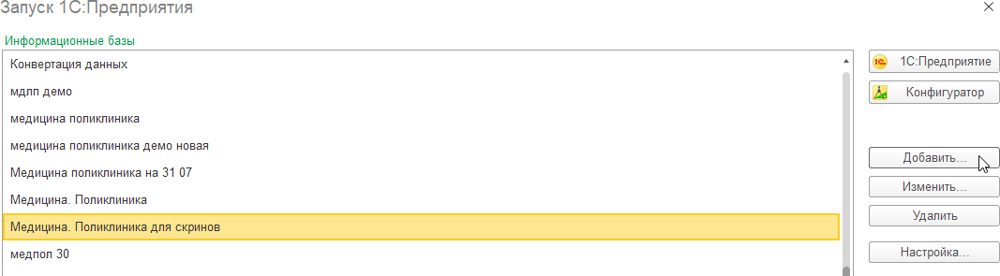 Запуск 1С:Предприятия
Информационные базы
Конвертация данных
мдлп демо
медицина поликлиника
медицина поликлиника демо новая
Медицина поликлиника на 31 07
Медицина. Поликлиника
Медицина. Поликлиника для скринов
медпол 30
1С:Предприятие
Конфигуратор
Добавить...
Изменить...
Удалить
Настройка...